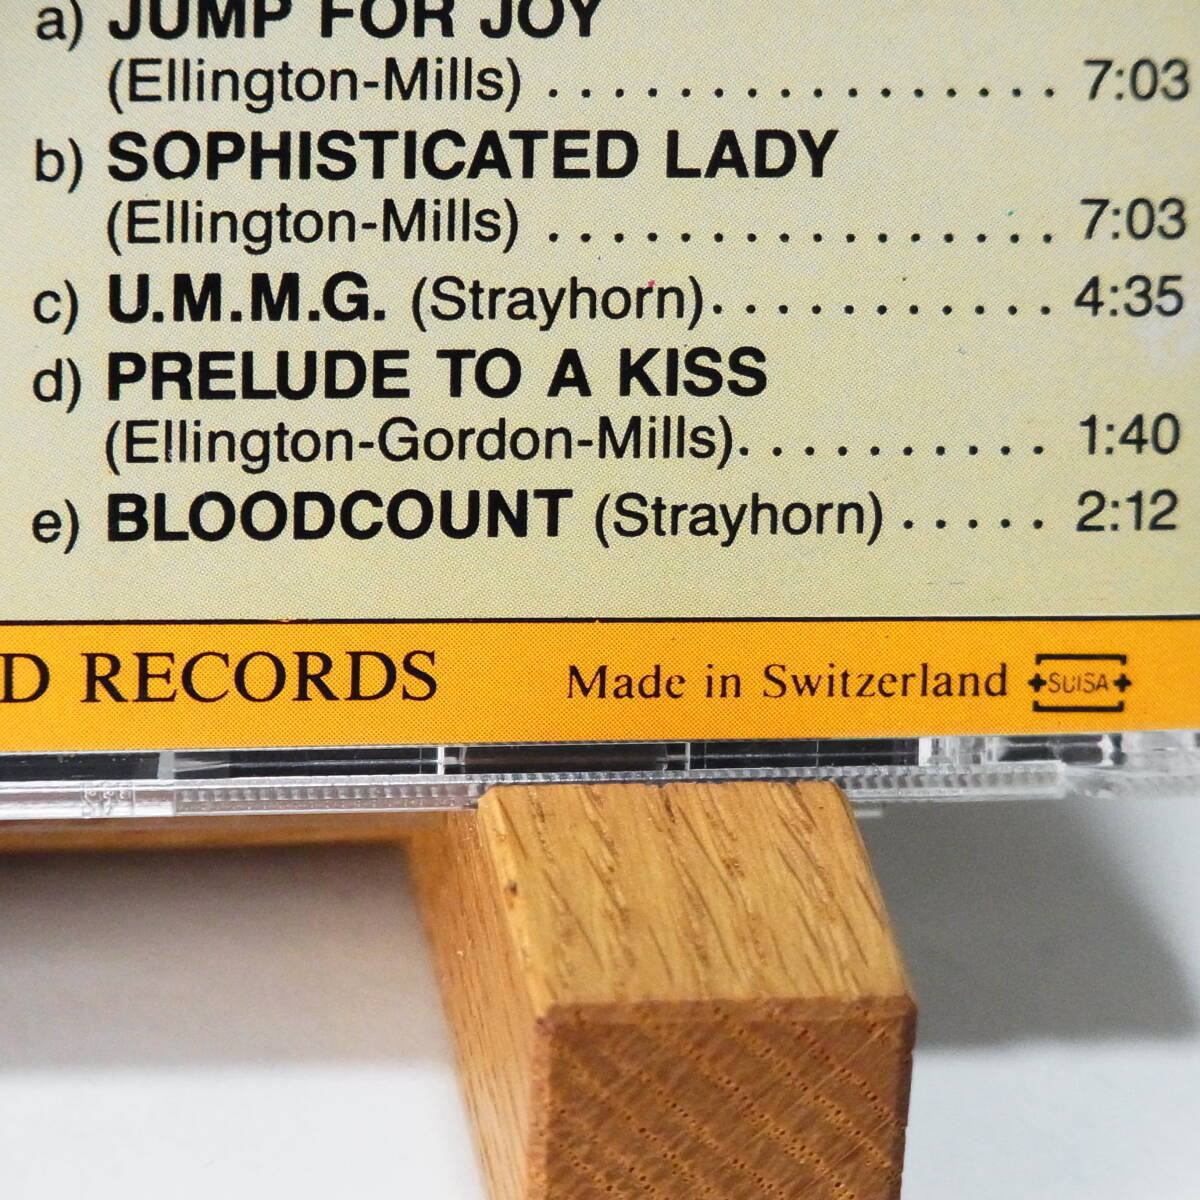 a) JUMP FOR JOY
(Ellington-Mills) . . . . . . . . . . . . . . . . 7:03
b) SOPHISTICATED LADY
(Ellington-Mills) . . . . . . . . . . . . . . . . 7:03
c) U.M.M.G. (Strayhorn). . . . . . . . . . . 4:35
d) PRELUDE TO A KISS
(Ellington-Gordon-Mills). . . . . . . . . . 1:40
e) BLOODCOUNT (Strayhorn) . . . . . 2:12
D RECORDS Made in Switzerland +SUISA+